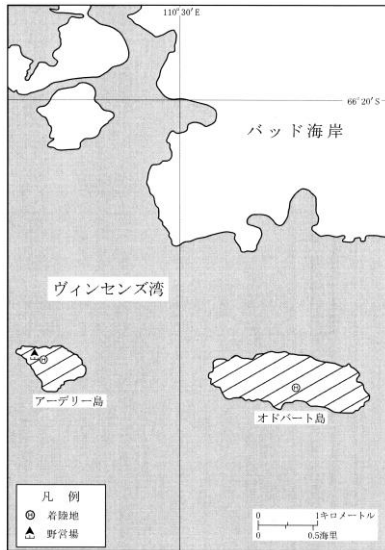 110°30′E
66°20′S
バッド海岸
ヴィンセンズ湾
アーデリー島
オドバート島
凡例
Ⓗ 着陸地
野営場
0 1キロメートル
0 0.5海里